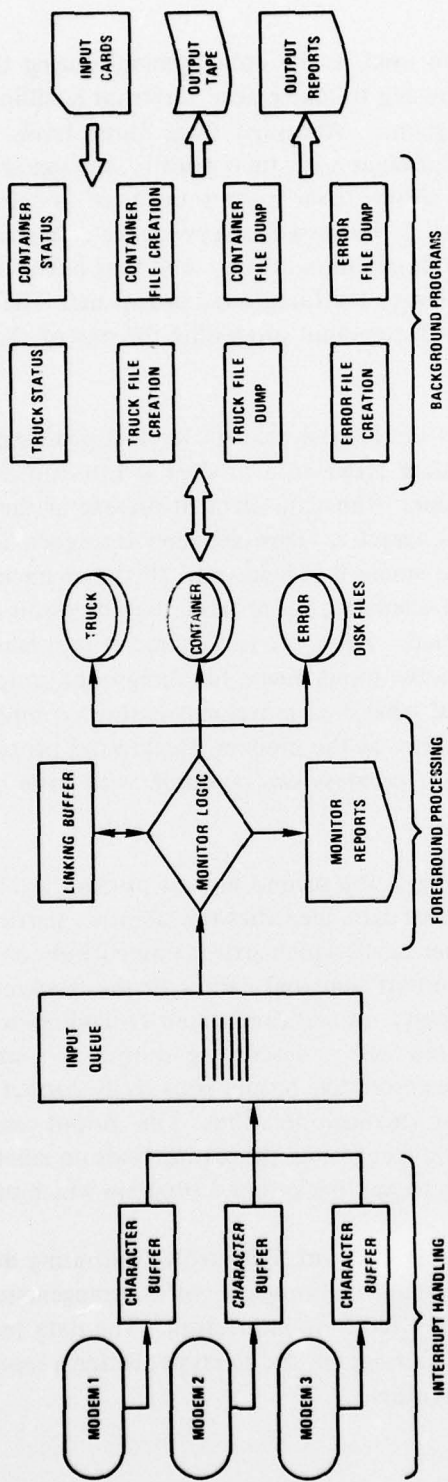 MODEM 1
CHARACTER
BUFFER
MODEM 2
CHARACTER
BUFFER
MODEM 3
CHARACTER
BUFFER
INTERRUPT HANDLING
INPUT
QUEUE
LINKING BUFFER
MONITOR LOGIC
MONITOR
REPORTS
FOREGROUND PROCESSING
TRUCK
CONTAINER
ERROR
DISK FILES
TRUCK STATUS
TRUCK FILE
CREATION
TRUCK FILE
DUMP
ERROR FILE
CREATION
CONTAINER
STATUS
CONTAINER
FILE CREATION
CONTAINER
FILE DUMP
ERROR
FILE DUMP
BACKGROUND PROGRAMS
INPUT
CARDS
OUTPUT
TAPE
OUTPUT
REPORTS